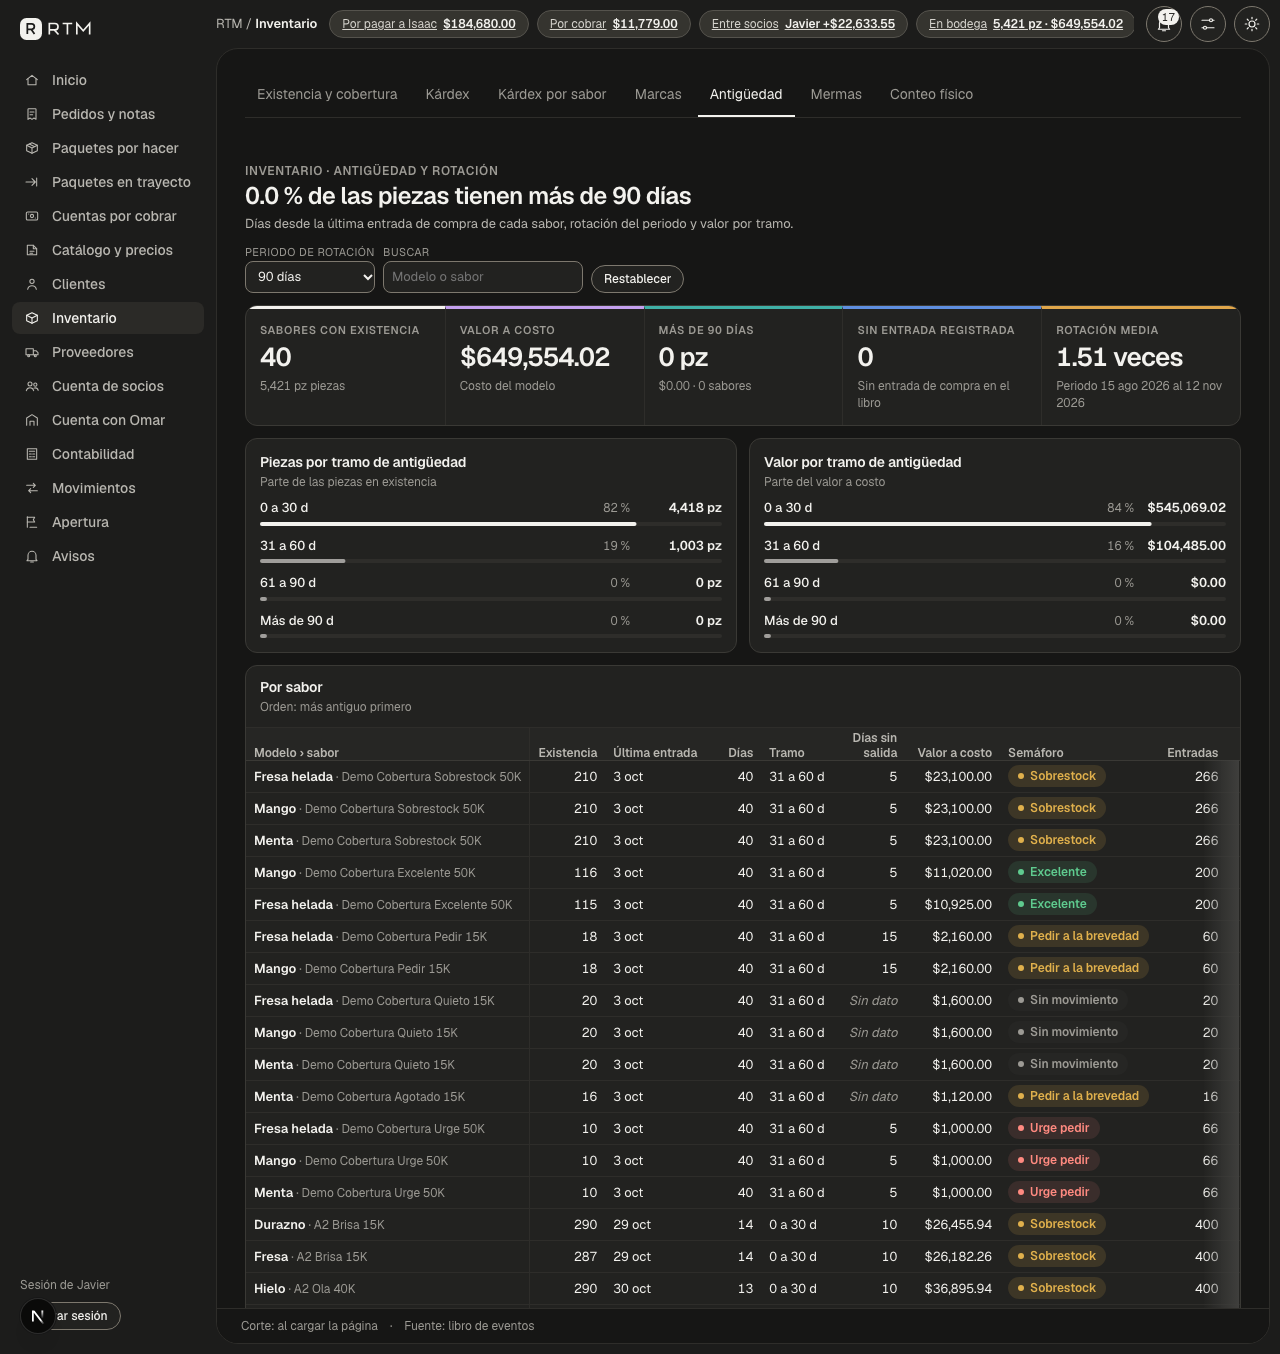 R RTM
RTM / Inventario
Por pagar a Isaac $184,680.00
Por cobrar $11,779.00
Entre socios Javier +$22,633.55
En bodega 5,421 pz · $649,554.02
17
Inicio
Pedidos y notas
Paquetes por hacer
Paquetes en trayecto
Cuentas por cobrar
Catálogo y precios
Clientes
Inventario
Proveedores
Cuenta de socios
Cuenta con Omar
Contabilidad
Movimientos
Apertura
Avisos
Sesión de Javier
N ar sesión
Existencia y cobertura Kárdex Kárdex por sabor Marcas Antigüedad Mermas Conteo físico
INVENTARIO · ANTIGÜEDAD Y ROTACIÓN
0.0 % de las piezas tienen más de 90 días
Días desde la última entrada de compra de cada sabor, rotación del periodo y valor por tramo.
PERIODO DE ROTACIÓN BUSCAR
90 días Modelo o sabor Restablecer
SABORES CON EXISTENCIA
40
5,421 pz piezas
VALOR A COSTO
$649,554.02
Costo del modelo
MÁS DE 90 DÍAS
0 pz
$0.00 · 0 sabores
SIN ENTRADA REGISTRADA
0
Sin entrada de compra en el
libro
ROTACIÓN MEDIA
1.51 veces
Periodo 15 ago 2026 al 12 nov
2026
Piezas por tramo de antigüedad
Parte de las piezas en existencia
0 a 30 d 82 % 4,418 pz
31 a 60 d 19 % 1,003 pz
61 a 90 d 0 % 0 pz
Más de 90 d 0 % 0 pz
Valor por tramo de antigüedad
Parte del valor a costo
0 a 30 d 84 % $545,069.02
31 a 60 d 16 % $104,485.00
61 a 90 d 0 % $0.00
Más de 90 d 0 % $0.00
Por sabor
Orden: más antiguo primero
Modelo › sabor Existencia Última entrada Días Tramo Días sin salida Valor a costo Semáforo Entradas
Fresa helada · Demo Cobertura Sobrestock 50K 210 3 oct 40 31 a 60 d 5 $23,100.00 Sobrestock 266
Mango · Demo Cobertura Sobrestock 50K 210 3 oct 40 31 a 60 d 5 $23,100.00 Sobrestock 266
Menta · Demo Cobertura Sobrestock 50K 210 3 oct 40 31 a 60 d 5 $23,100.00 Sobrestock 266
Mango · Demo Cobertura Excelente 50K 116 3 oct 40 31 a 60 d 5 $11,020.00 Excelente 200
Fresa helada · Demo Cobertura Excelente 50K 115 3 oct 40 31 a 60 d 5 $10,925.00 Excelente 200
Fresa helada · Demo Cobertura Pedir 15K 18 3 oct 40 31 a 60 d 15 $2,160.00 Pedir a la brevedad 60
Mango · Demo Cobertura Pedir 15K 18 3 oct 40 31 a 60 d 15 $2,160.00 Pedir a la brevedad 60
Fresa helada · Demo Cobertura Quieto 15K 20 3 oct 40 31 a 60 d Sin dato $1,600.00 Sin movimiento 20
Mango · Demo Cobertura Quieto 15K 20 3 oct 40 31 a 60 d Sin dato $1,600.00 Sin movimiento 20
Menta · Demo Cobertura Quieto 15K 20 3 oct 40 31 a 60 d Sin dato $1,600.00 Sin movimiento 20
Menta · Demo Cobertura Agotado 15K 16 3 oct 40 31 a 60 d Sin dato $1,120.00 Pedir a la brevedad 16
Fresa helada · Demo Cobertura Urge 50K 10 3 oct 40 31 a 60 d 5 $1,000.00 Urge pedir 66
Mango · Demo Cobertura Urge 50K 10 3 oct 40 31 a 60 d 5 $1,000.00 Urge pedir 66
Menta · Demo Cobertura Urge 50K 10 3 oct 40 31 a 60 d 5 $1,000.00 Urge pedir 66
Durazno · A2 Brisa 15K 290 29 oct 14 0 a 30 d 10 $26,455.94 Sobrestock 400
Fresa · A2 Brisa 15K 287 29 oct 14 0 a 30 d 10 $26,182.26 Sobrestock 400
Hielo · A2 Ola 40K 290 30 oct 13 0 a 30 d 10 $36,895.94 Sobrestock 400
Corte: al cargar la página · Fuente: libro de eventos